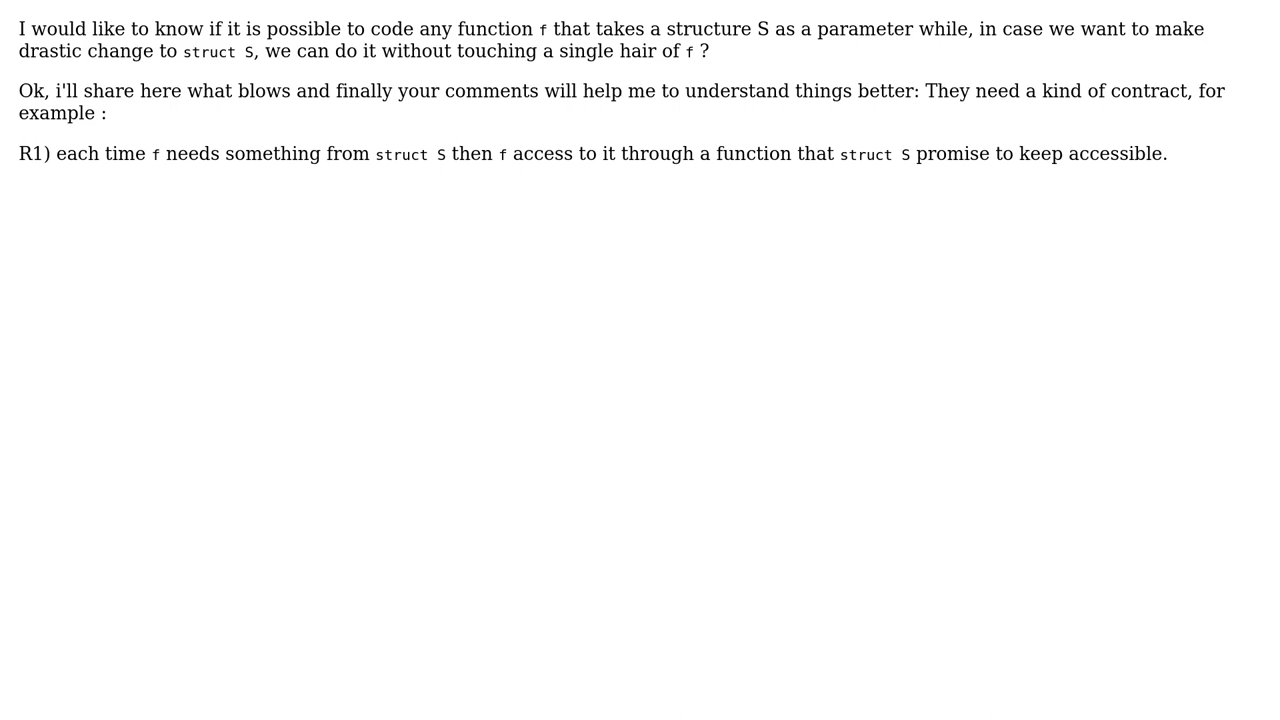 I would like to know if it is possible to code any function f that takes a structure S as a parameter while, in case we want to make
drastic change to struct S, we can do it without touching a single hair of f ?
Ok, i'll share here what blows and finally your comments will help me to understand things better: They need a kind of contract, for
example :
R1) each time f needs something from struct S then f access to it through a function that struct S promise to keep accessible.